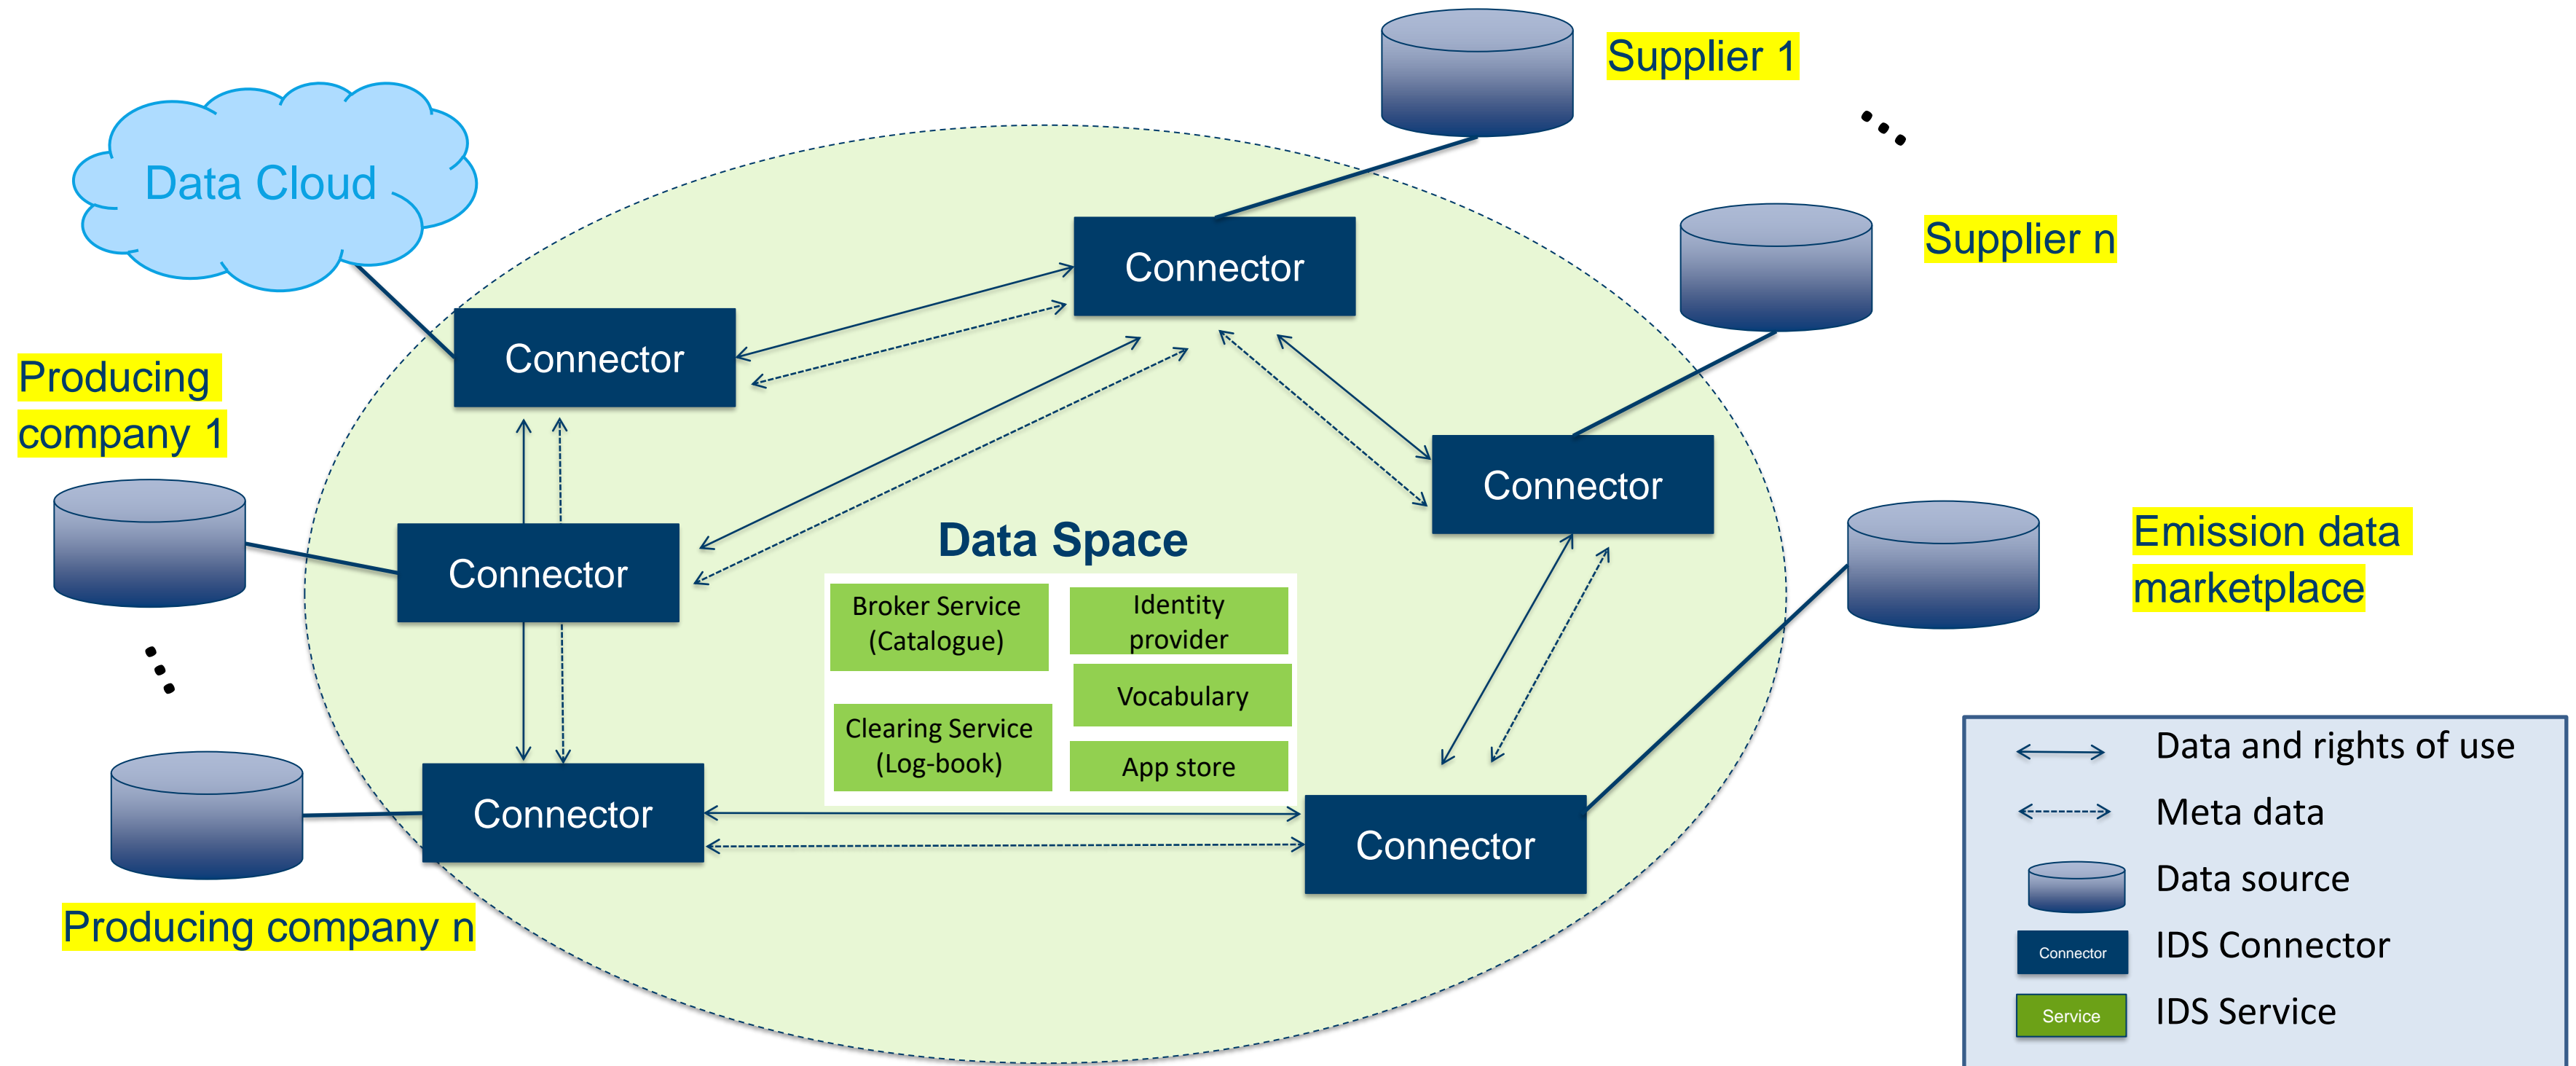 Supplier 1
Data Cloud
Supplier n
Connector
Connector
Producing
company 1
Connector
Emission data
marketplace
Data Space
Connector
Broker Service
(Catalogue)
Identity
provider
Vocabulary
Clearing Service
(Log-book)
App store
Connector
Connector
Producing company n
Data and rights of use
Meta data
Data source
Connector
IDS Connector
Service
IDS Service